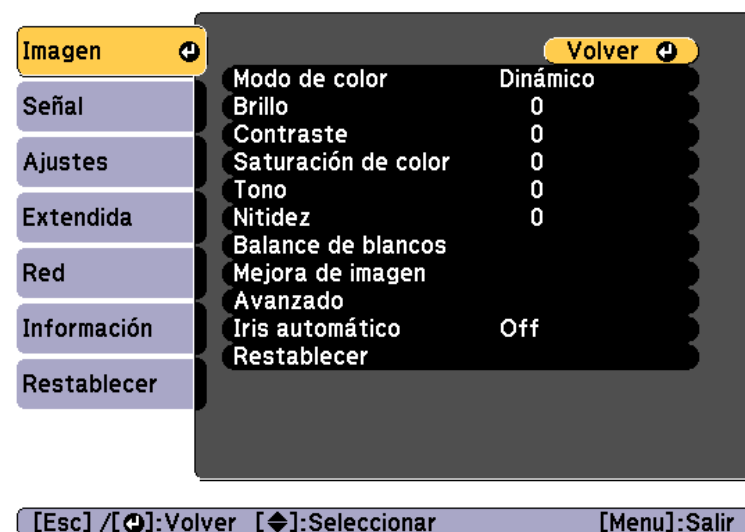 Imagen
Volver
Modo de color Dinámico
Señal
Brillo 0
Contraste 0
Ajustes
Saturación de color 0
Tono 0
Extendida
Nitidez 0
Balance de blancos
Red
Mejora de imagen
Avanzado
Información
Iris automático Off
Restablecer
Restablecer
[Esc] /[ ]:Volver [ ]:Seleccionar [Menu]:Salir